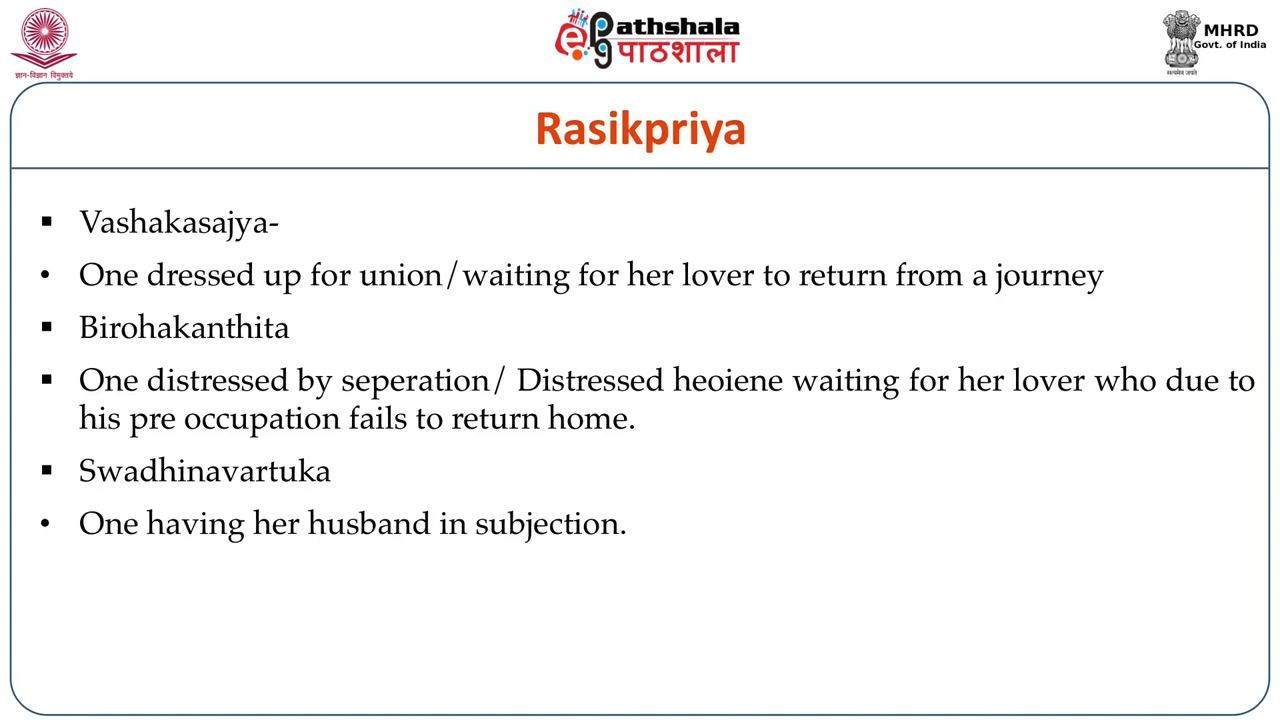 ज्ञान-विज्ञान विमुक्तये
ePathshala
पाठशाला
MHRD
Govt. of India
सत्यमेव जयते
Rasikpriya
▪ Vashakasajya-
• One dressed up for union/waiting for her lover to return from a journey
▪ Birohakanthita
▪ One distressed by seperation/ Distressed heoiene waiting for her lover who due to
his pre occupation fails to return home.
▪ Swadhinavartuka
• One having her husband in subjection.